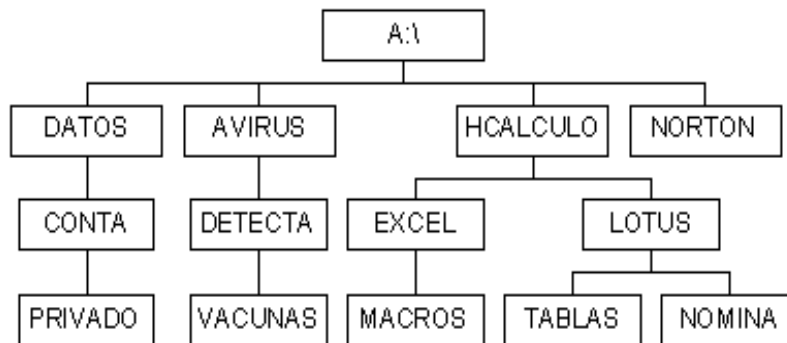 A:\
DATOS
AVIRUS
HCALCULO
NORTON
CONTA
DETECTA
EXCEL
LOTUS
PRIVADO
VACUNAS
MACROS
TABLAS
NOMINA